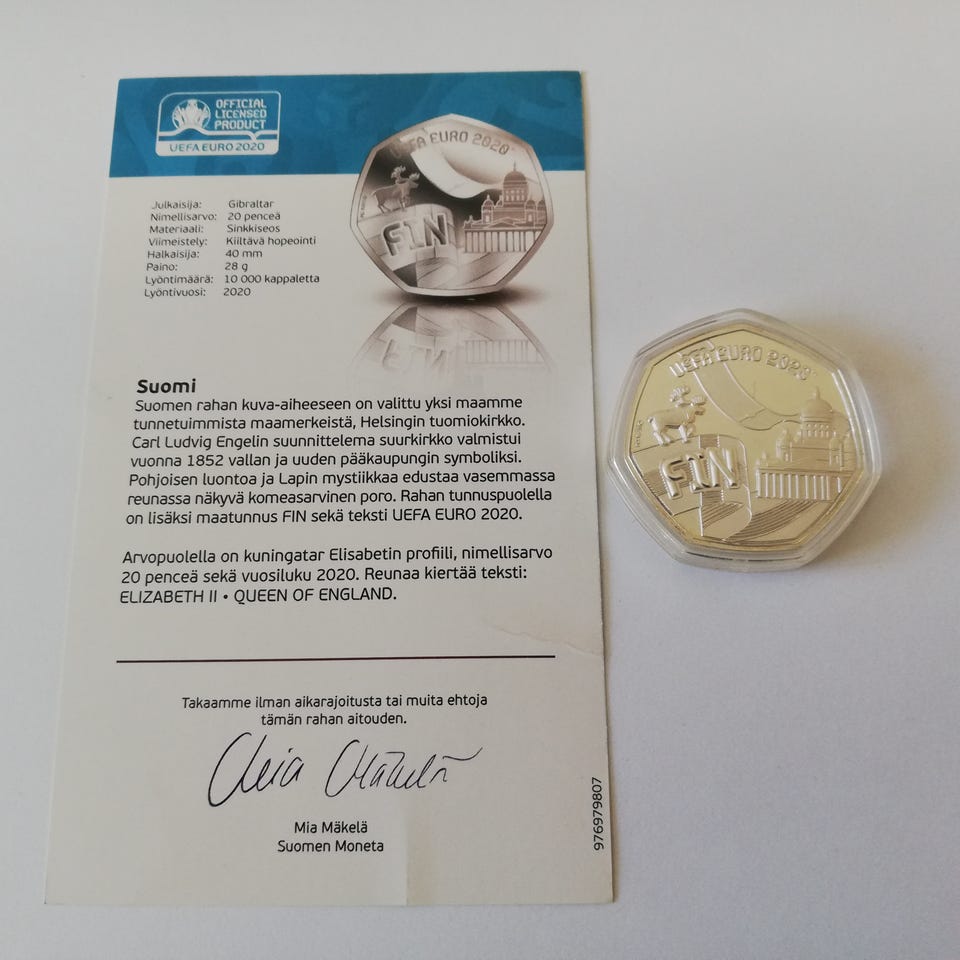 OFFICIAL
LICENSED
PRODUCT
UEFA EURO 2020
UEFA EURO 2020
FIN
Julkaisija: Gibraltar
Nimellisarvo: 20 penceä
Materiaali: Sinkkiseos
Viimeistely: Kiiltävä hopeointi
Halkaisija: 40 mm
Paino: 28 g
Lyöntimäärä: 10 000 kappaletta
Lyöntivuosi: 2020
Suomi
Suomen rahan kuva-aiheeseen on valittu yksi maamme
tunnetuimmista maamerkeistä, Helsingin tuomiokirkko.
Carl Ludvig Engelin suunnittelema suurkirkko valmistui
vuonna 1852 vallan ja uuden pääkaupungin symboliksi.
Pohjoisen luontoa ja Lapin mystiikkaa edustaa vasemmassa
reunassa näkyvä komeasarvinen poro. Rahan tunnuspuolella
on lisäksi maatunnus FIN sekä teksti UEFA EURO 2020.
Arvopuolella on kuningatar Elisabetin profiili, nimellisarvo
20 penceä sekä vuosiluku 2020. Reunaa kiertää teksti:
ELIZABETH II • QUEEN OF ENGLAND.
Takaamme ilman aikarajoitusta tai muita ehtoja
tämän rahan aitouden.
Mia Mäkelä
Mia Mäkelä
Suomen Moneta
976979807
UEFA EURO 2020
FIN